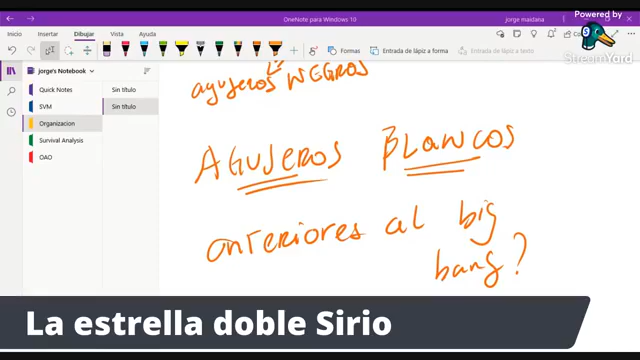 OneNote para Windows 10
jorge maidana
Powered by
StreamYard
Archivo Inicio Insertar Dibujar Vista Ayuda
Formas Entrada de lápiz a forma Entrada de lápiz a texto
jorge's Notebook
Quick Notes Sin título
SVM Sin título
Organizacion
Survival Analysis
OAO
agujeros NEGROS
AGUJEROS BLANCOS
anteriores al big
bang?
La estrella doble Sirio